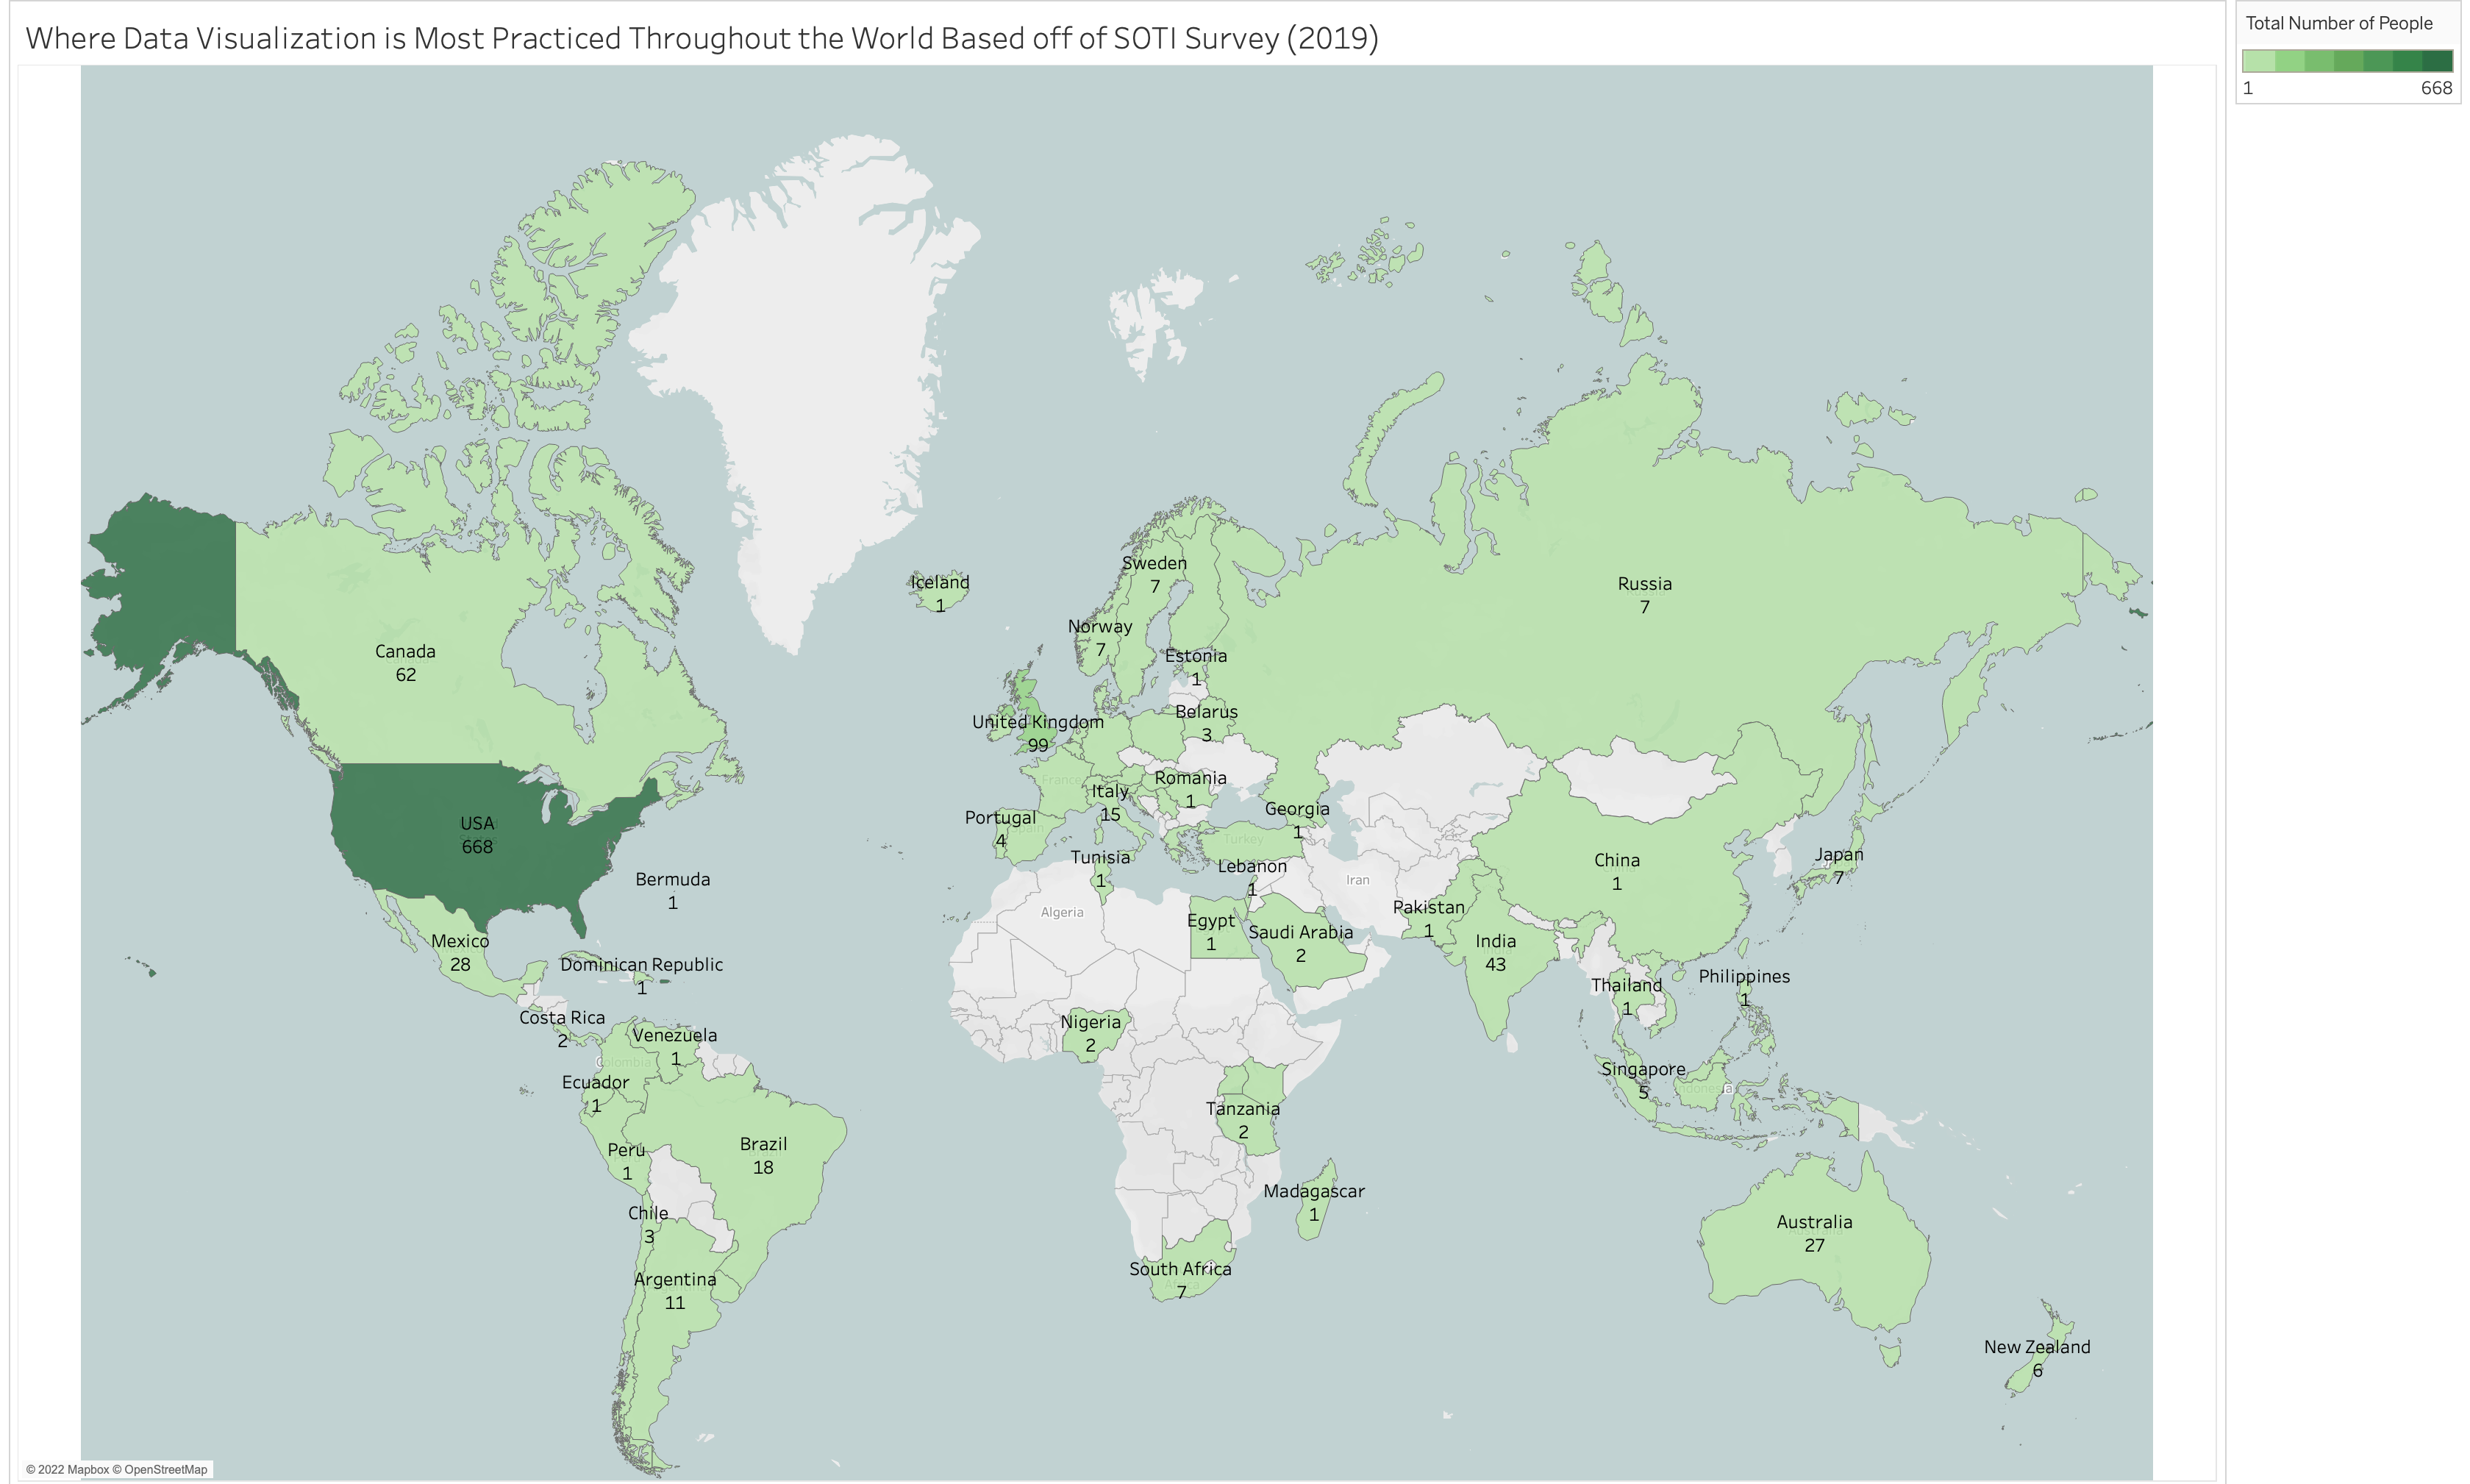 Where Data Visualization is Most Practiced Throughout the World Based off of SOTI Survey (2019)
Total Number of People
1
668
Iceland
1
Sweden
7
Norway
7
Russia
7
Estonia
1
Canada
62
United Kingdom
99
Belarus
3
France
Romania
1
Italy
15
Georgia
1
Portugal
4
Spain
Turkey
USA
668
Tunisia
1
Lebanon
1
Japan
7
China
1
Iran
Bermuda
1
Algeria
Pakistan
1
Egypt
1
Saudi Arabia
2
India
43
Mexico
28
Dominican Republic
1
Philippines
1
Thailand
1
Costa Rica
2
Nigeria
2
Venezuela
1
Colombia
Ecuador
1
Singapore
5
Indonesia
Tanzania
2
Brazil
18
Peru
1
Madagascar
1
Chile
3
Australia
27
South Africa
7
Argentina
11
New Zealand
6
© 2022 Mapbox © OpenStreetMap